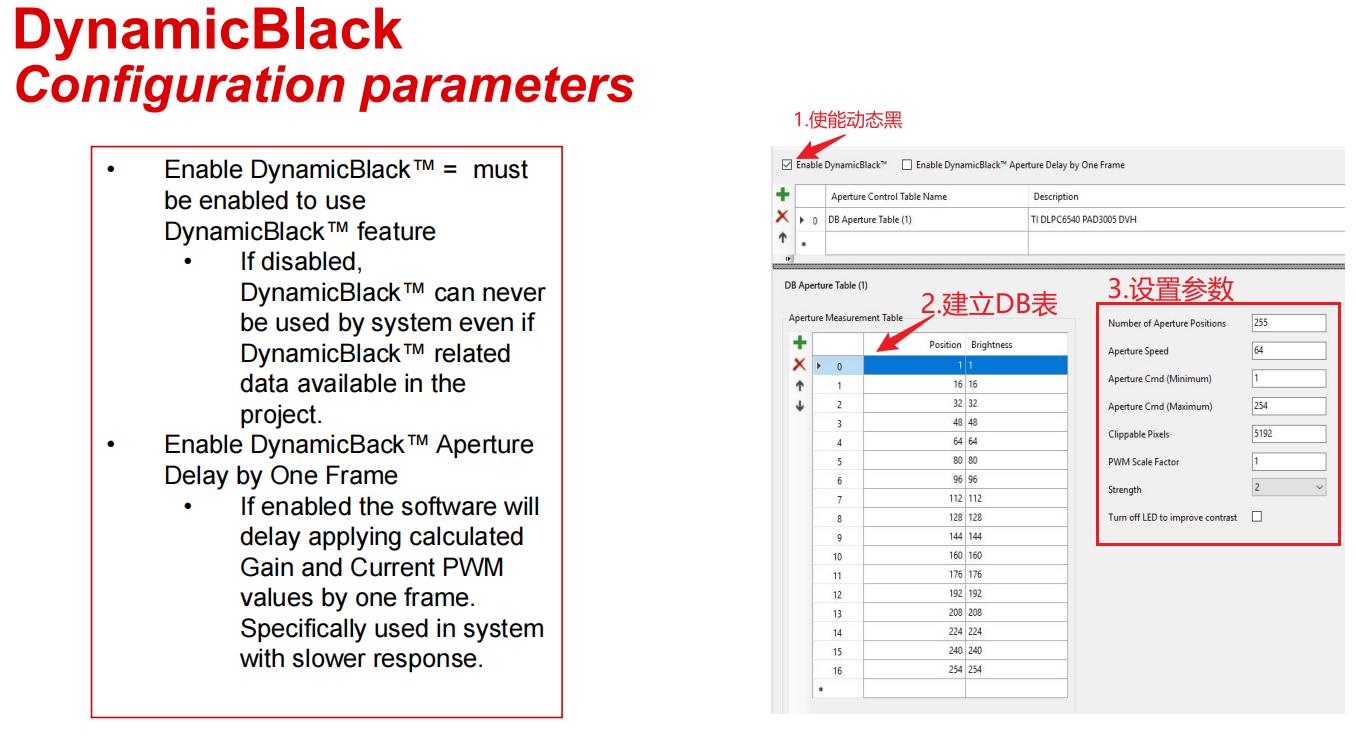 DynamicBlack
Configuration parameters
• Enable DynamicBlack™ = must
be enabled to use
DynamicBlack™ feature
• If disabled,
DynamicBlack™ can never
be used by system even if
DynamicBlack™ related
data available in the
project.
• Enable DynamicBack™ Aperture
Delay by One Frame
• If enabled the software will
delay applying calculated
Gain and Current PWM
values by one frame.
Specifically used in system
with slower response.
1.使能动态黑
Enable DynamicBlack™ Enable DynamicBlack™ Aperture Delay by One Frame
Aperture Control Table Name Description
0 DB Aperture Table (1) TI DLPC6540 PAD3005 DVH
DB Aperture Table (1)
2.建立DB表
Aperture Measurement Table
Position Brightness
0 1 1
1 16 16
2 32 32
3 48 48
4 64 64
5 80 80
6 96 96
7 112 112
8 128 128
9 144 144
10 160 160
11 176 176
12 192 192
13 208 208
14 224 224
15 240 240
16 254 254
3.设置参数
Number of Aperture Positions 255
Aperture Speed 64
Aperture Cmd (Minimum) 1
Aperture Cmd (Maximum) 254
Clippable Pixels 5192
PWM Scale Factor 1
Strength 2
Turn off LED to improve contrast